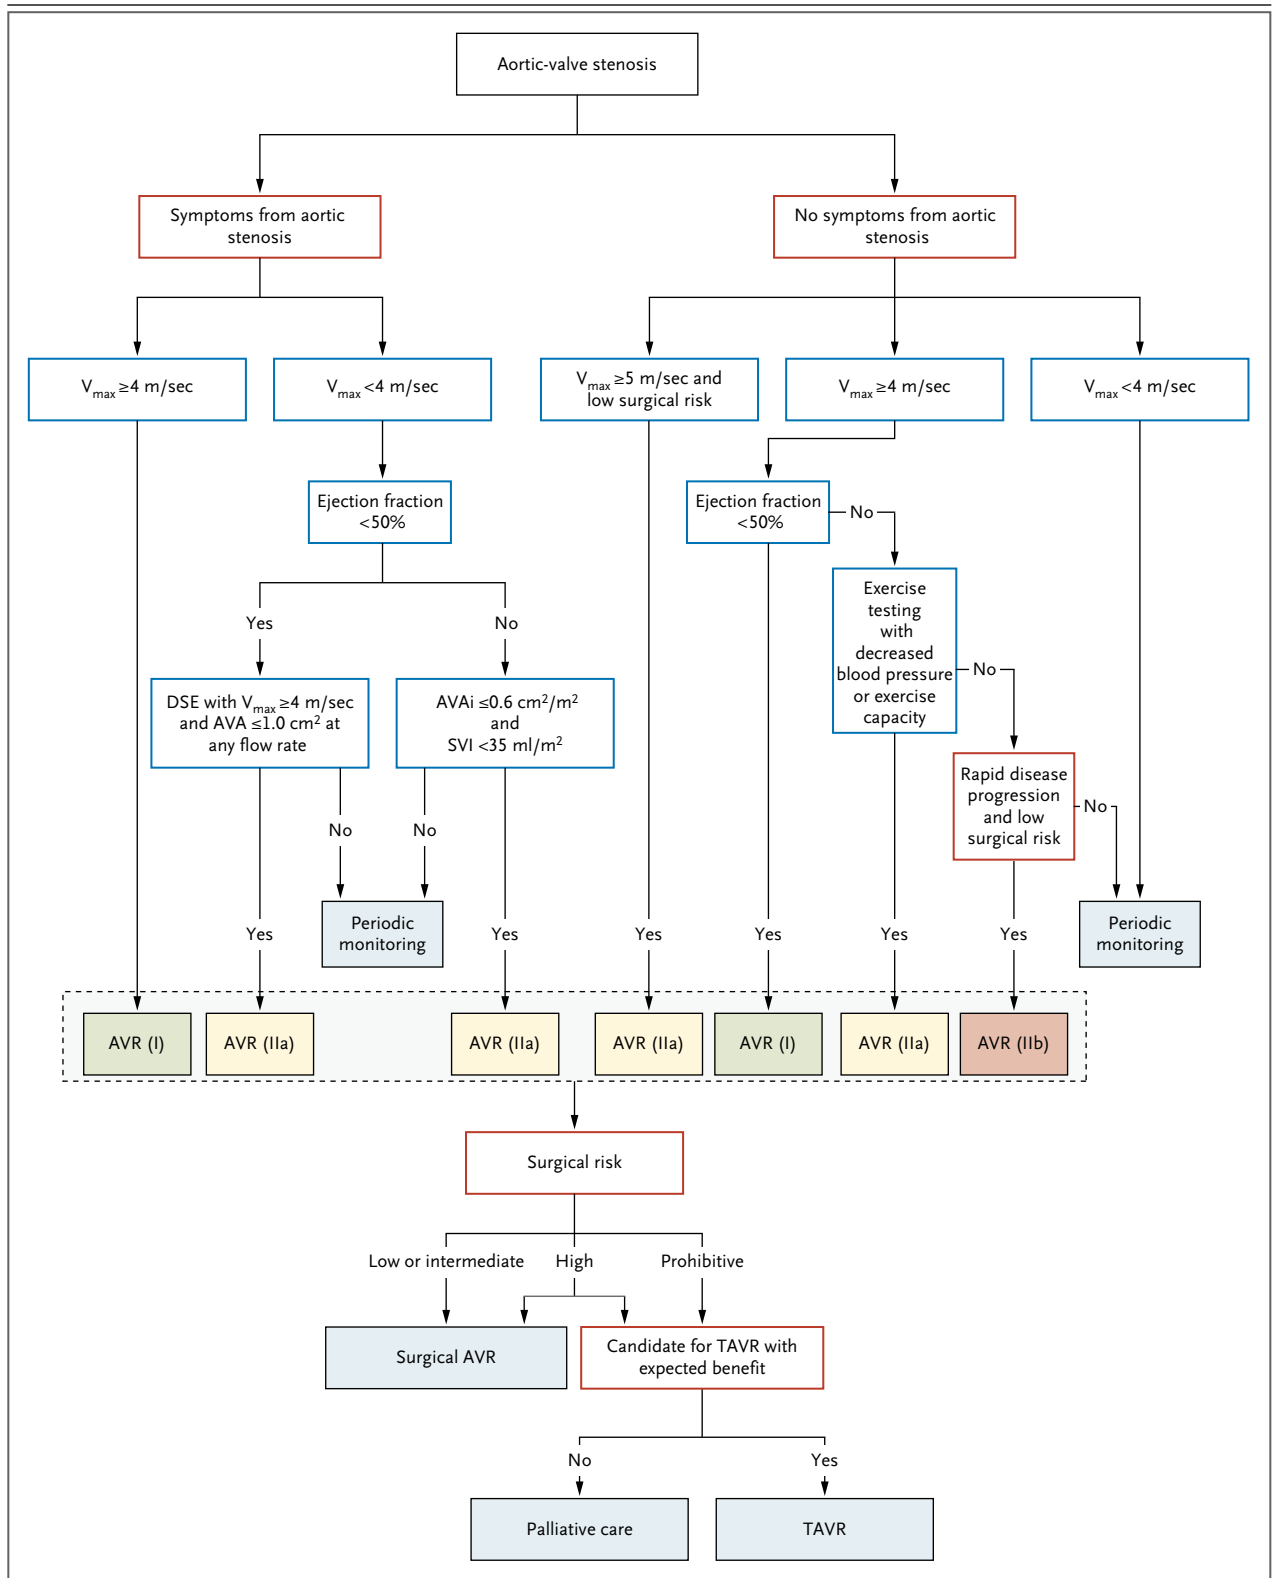 Aortic-valve stenosis
Symptoms from aortic
stenosis
No symptoms from aortic
stenosis
Vmax ≥4 m/sec
Vmax <4 m/sec
Vmax ≥5 m/sec and
low surgical risk
Vmax ≥4 m/sec
Vmax <4 m/sec
Ejection fraction
<50%
Ejection fraction
<50%
No
Exercise
testing
with
decreased
blood pressure
or exercise
capacity
Yes
No
No
DSE with Vmax ≥4 m/sec
and AVA ≤1.0 cm²at
any flow rate
AVAi ≤0.6 cm²/m²
and
SVI <35 ml/m²
Rapid disease
progression
and low
surgical risk
No
No
No
Periodic
monitoring
Periodic
monitoring
Yes
Yes
Yes
Yes
Yes
Yes
AVR (I)
AVR (IIa)
AVR (IIa)
AVR (IIa)
AVR (I)
AVR (IIa)
AVR (IIb)
Surgical risk
Low or intermediate
High
Prohibitive
Surgical AVR
Candidate for TAVR with
expected benefit
No
Yes
Palliative care
TAVR